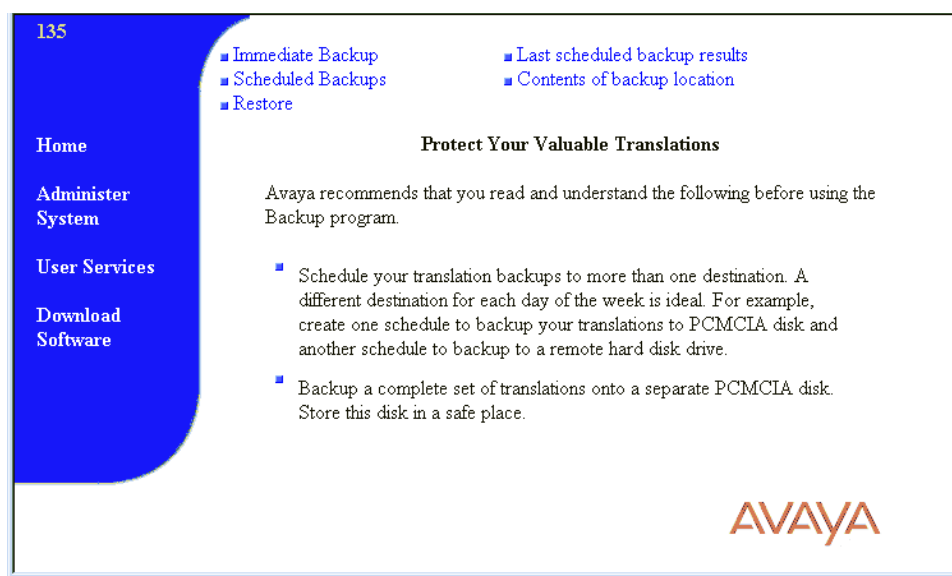 135
Immediate Backup
Last scheduled backup results
Scheduled Backups
Contents of backup location
Restore
Home
Administer
System
User Services
Download
Software
Protect Your Valuable Translations
Avaya recommends that you read and understand the following before using the
Backup program.
Schedule your translation backups to more than one destination. A
different destination for each day of the week is ideal. For example,
create one schedule to backup your translations to PCMCIA disk and
another schedule to backup to a remote hard disk drive.
Backup a complete set of translations onto a separate PCMCIA disk.
Store this disk in a safe place.
AVAYA